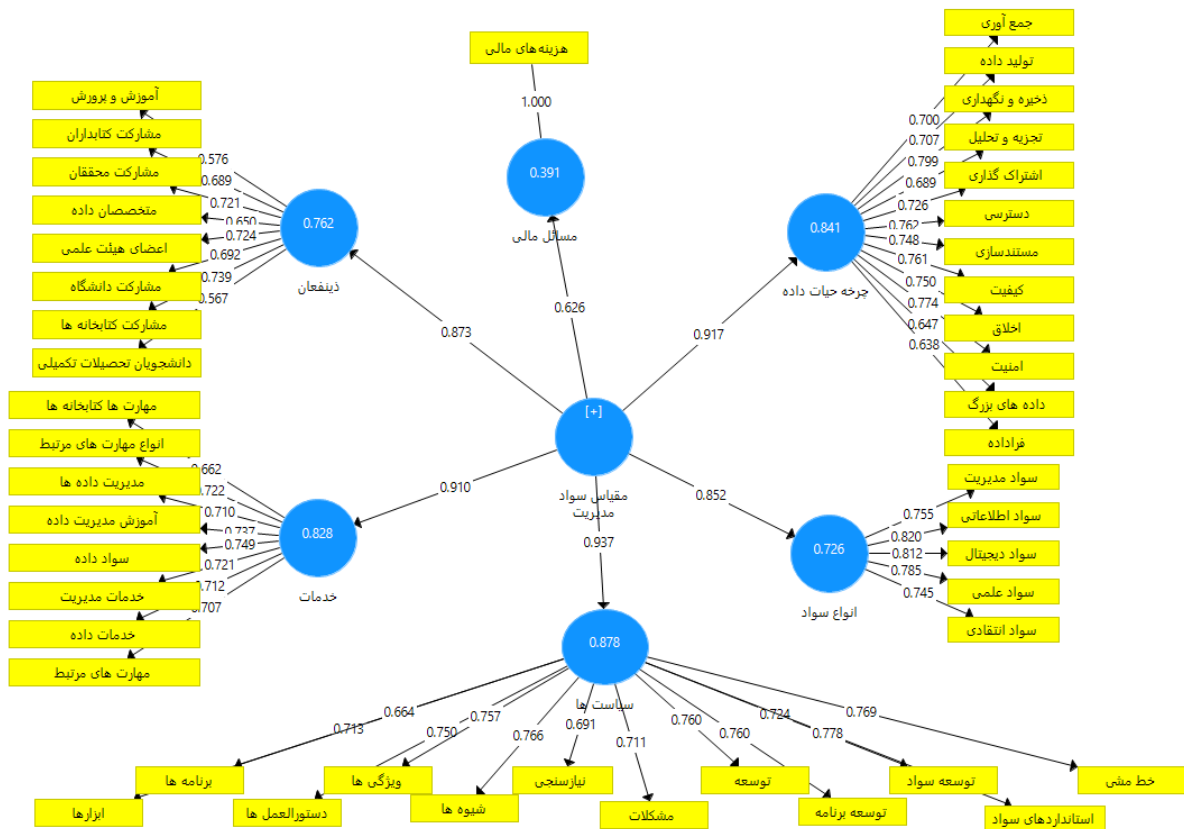 هزینه‌های مالی
1.000
0.391
مسائل مالی
0.626
آموزش و پرورش
مشارکت کتابداران
مشارکت محققان
متخصصان داده
اعضای هیئت علمی
مشارکت دانشگاه
مشارکت کتابخانه ها
دانشجویان تحصیلات تکمیلی
0.576
0.689
0.721
0.650
0.724
0.692
0.739
0.567
0.762
ذینفعان
0.873
جمع آوری
تولید داده
ذخیره و نگهداری
تجزیه و تحلیل
اشتراک گذاری
دسترسی
مستندسازی
کیفیت
اخلاق
امنیت
داده های بزرگ
فراداده
0.700
0.707
0.799
0.689
0.726
0.762
0.748
0.761
0.750
0.774
0.647
0.638
0.841
چرخه حیات داده
0.917
[+]
مقیاس سواد
مدیریت
مهارت ها کتابخانه ها
انواع مهارت های مرتبط
مدیریت داده ها
آموزش مدیریت داده
سواد داده
خدمات مدیریت
خدمات داده
مهارت های مرتبط
0.662
0.722
0.710
0.737
0.749
0.721
0.712
0.707
0.828
خدمات
0.910
0.937
0.852
سواد مدیریت
سواد اطلاعاتی
سواد دیجیتال
سواد علمی
سواد انتقادی
0.755
0.820
0.812
0.785
0.745
0.726
انواع سواد
0.878
سیاست ها
0.713
0.664
0.750
0.757
0.766
0.691
0.711
0.760
0.760
0.724
0.778
0.769
برنامه ها
ویژگی ها
نیازسنجی
توسعه
توسعه سواد
خط مشی
ابزارها
دستورالعمل ها
شیوه ها
مشکلات
توسعه برنامه
استانداردهای سواد